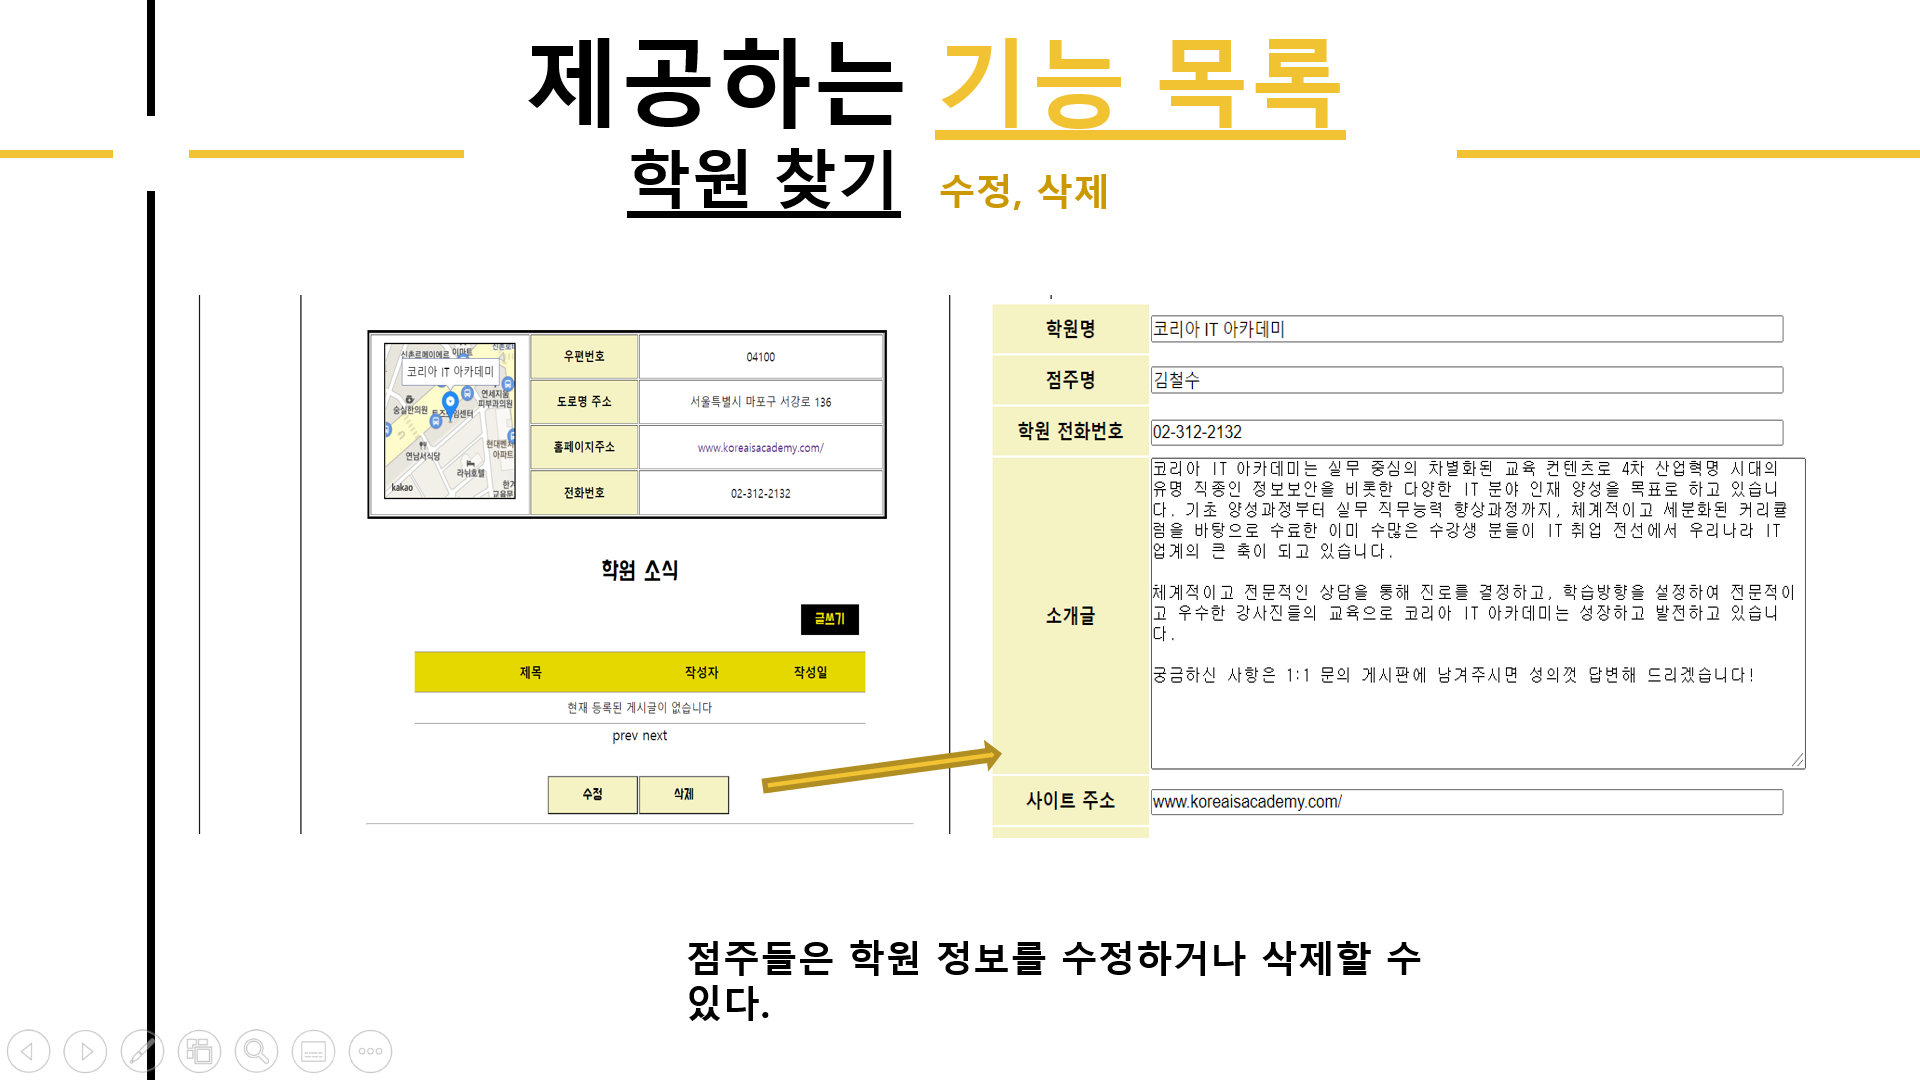 제공하는 기능 목록
학원 찾기 수정, 삭제
신촌르메이에르 이마트
코리아 IT 아카데미
숭실한의원
연세지움
피부과의원
연남서식당
현대벤처
아파트
라뉘호텔
kakao
우편번호 04100
도로명 주소 서울특별시 마포구 서강로 136
홈페이지주소 www.koreaisacademy.com/
전화번호 02-312-2132
학원 소식
글쓰기
제목 작성자 작성일
현재 등록된 게시글이 없습니다
prev next
수정 삭제
학원명 코리아 IT 아카데미
점주명 김철수
학원 전화번호 02-312-2132
소개글
코리아 IT 아카데미는 실무 중심의 차별화된 교육 컨텐츠로 4차 산업혁명 시대의
유명 직종인 정보보안을 비롯한 다양한 IT 분야 인재 양성을 목표로 하고 있습니
다. 기초 양성과정부터 실무 직무능력 향상과정까지, 체계적이고 세분화된 커리큘
럼을 바탕으로 수료한 이미 수많은 수강생 분들이 IT 취업 전선에서 우리나라 IT
업계의 큰 축이 되고 있습니다.
체계적이고 전문적인 상담을 통해 진로를 결정하고, 학습방향을 설정하여 전문적이
고 우수한 강사진들의 교육으로 코리아 IT 아카데미는 성장하고 발전하고 있습니
다.
궁금하신 사항은 1:1 문의 게시판에 남겨주시면 성의껏 답변해 드리겠습니다!
사이트 주소 www.koreaisacademy.com/
점주들은 학원 정보를 수정하거나 삭제할 수
있다.